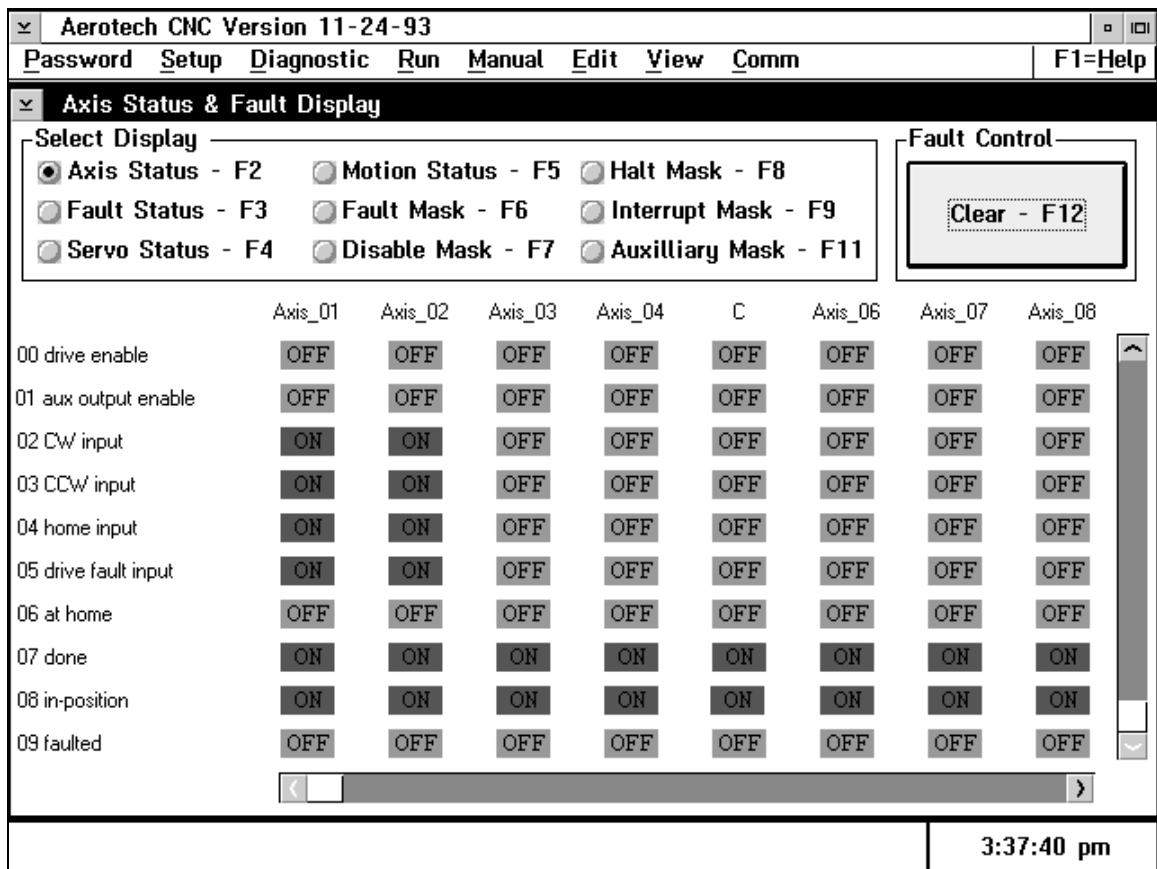 Aerotech CNC Version 11-24-93
Password Setup Diagnostic Run Manual Edit View Comm F1=Help
Axis Status & Fault Display
Select Display
Axis Status - F2 Motion Status - F5 Halt Mask - F8
Fault Status - F3 Fault Mask - F6 Interrupt Mask - F9
Servo Status - F4 Disable Mask - F7 Auxilliary Mask - F11
Fault Control
Clear - F12
Axis_01 Axis_02 Axis_03 Axis_04 C Axis_06 Axis_07 Axis_08
00 drive enable OFF OFF OFF OFF OFF OFF OFF OFF
01 aux output enable OFF OFF OFF OFF OFF OFF OFF OFF
02 CW input ON ON OFF OFF OFF OFF OFF OFF
03 CCW input ON ON OFF OFF OFF OFF OFF OFF
04 home input ON ON OFF OFF OFF OFF OFF OFF
05 drive fault input ON ON OFF OFF OFF OFF OFF OFF
06 at home OFF OFF OFF OFF OFF OFF OFF OFF
07 done ON ON ON ON ON ON ON ON
08 in-position ON ON ON ON ON ON ON ON
09 faulted OFF OFF OFF OFF OFF OFF OFF OFF
3:37:40 pm